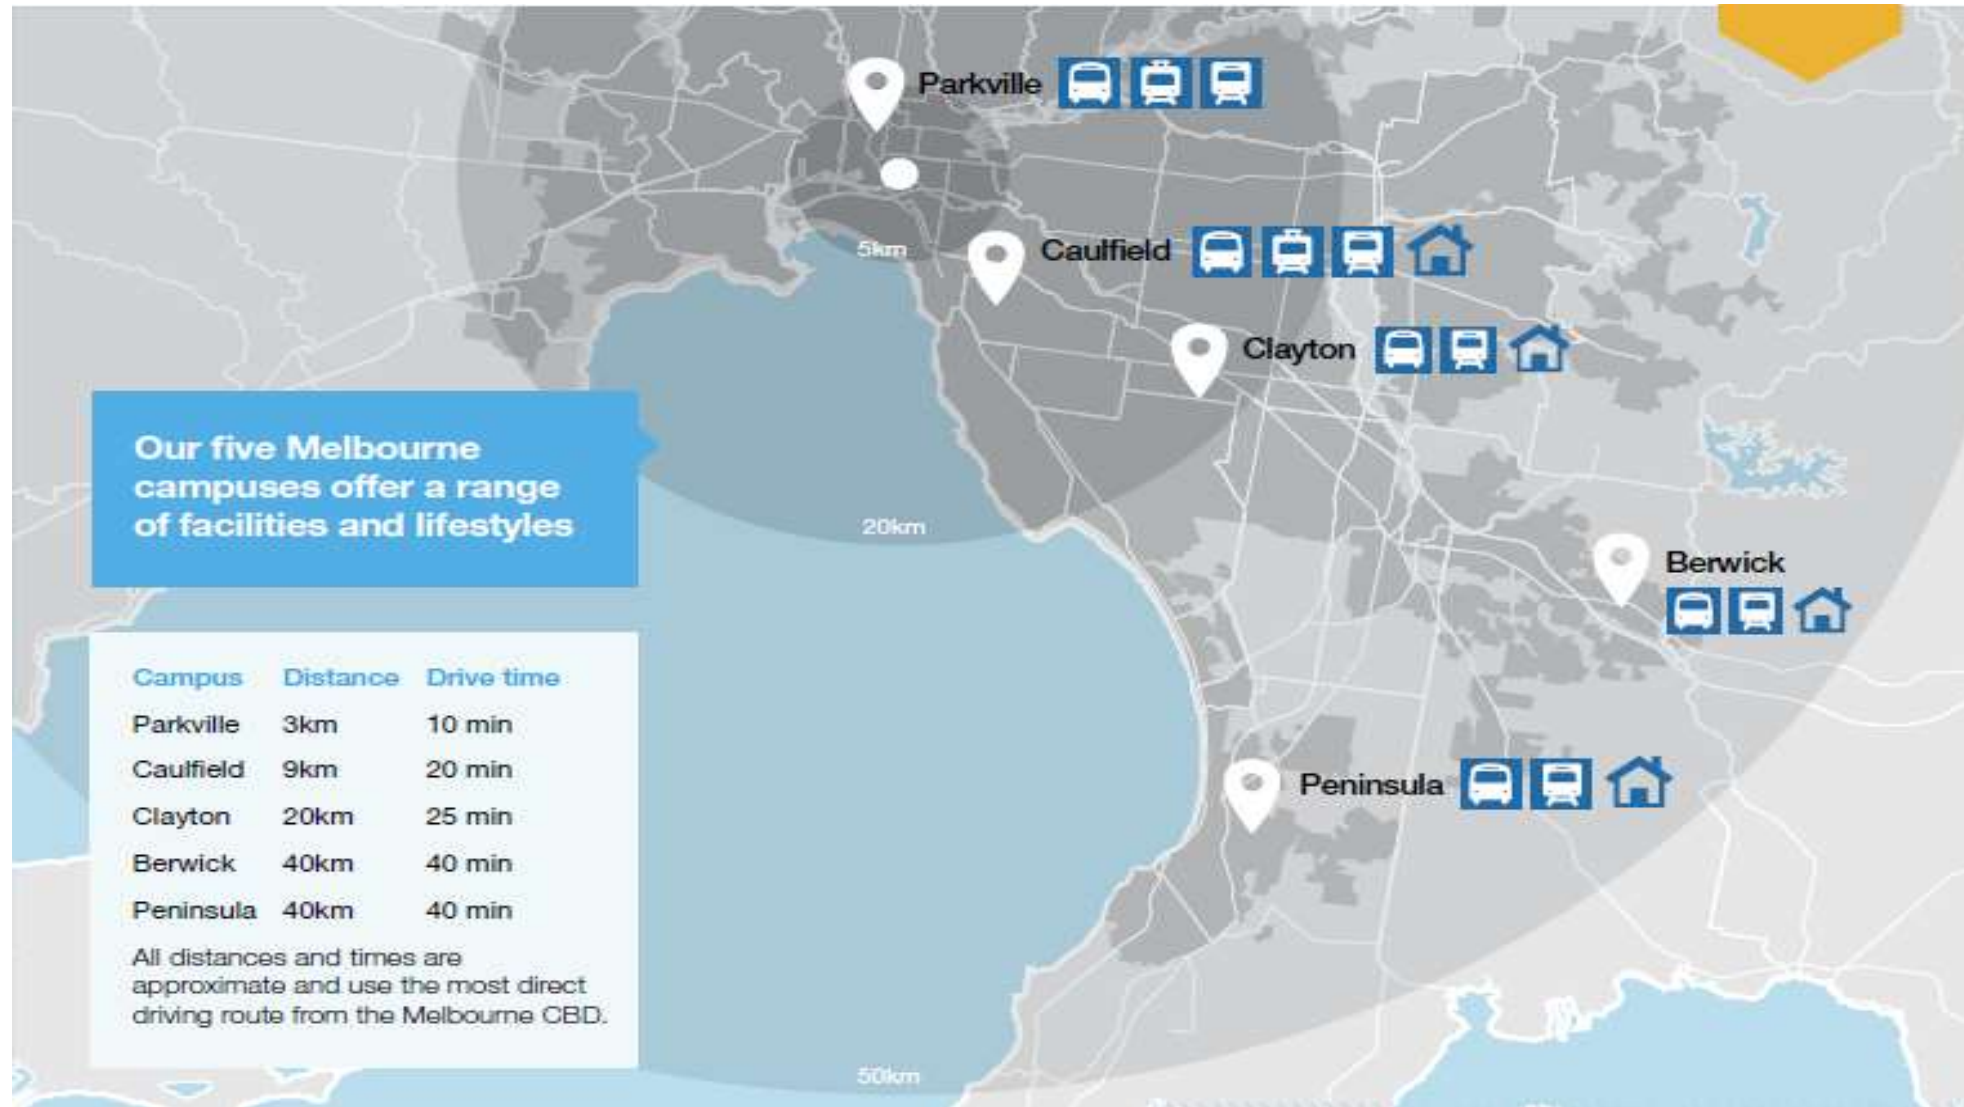 Parkville
5km
Caulfield
Clayton
Our five Melbourne
campuses offer a range
of facilities and lifestyles
20km
Berwick
Peninsula
Campus Distance Drive time
Parkville 3km 10 min
Caulfield 9km 20 min
Clayton 20km 25 min
Berwick 40km 40 min
Peninsula 40km 40 min
All distances and times are
approximate and use the most direct
driving route from the Melbourne CBD.
50km